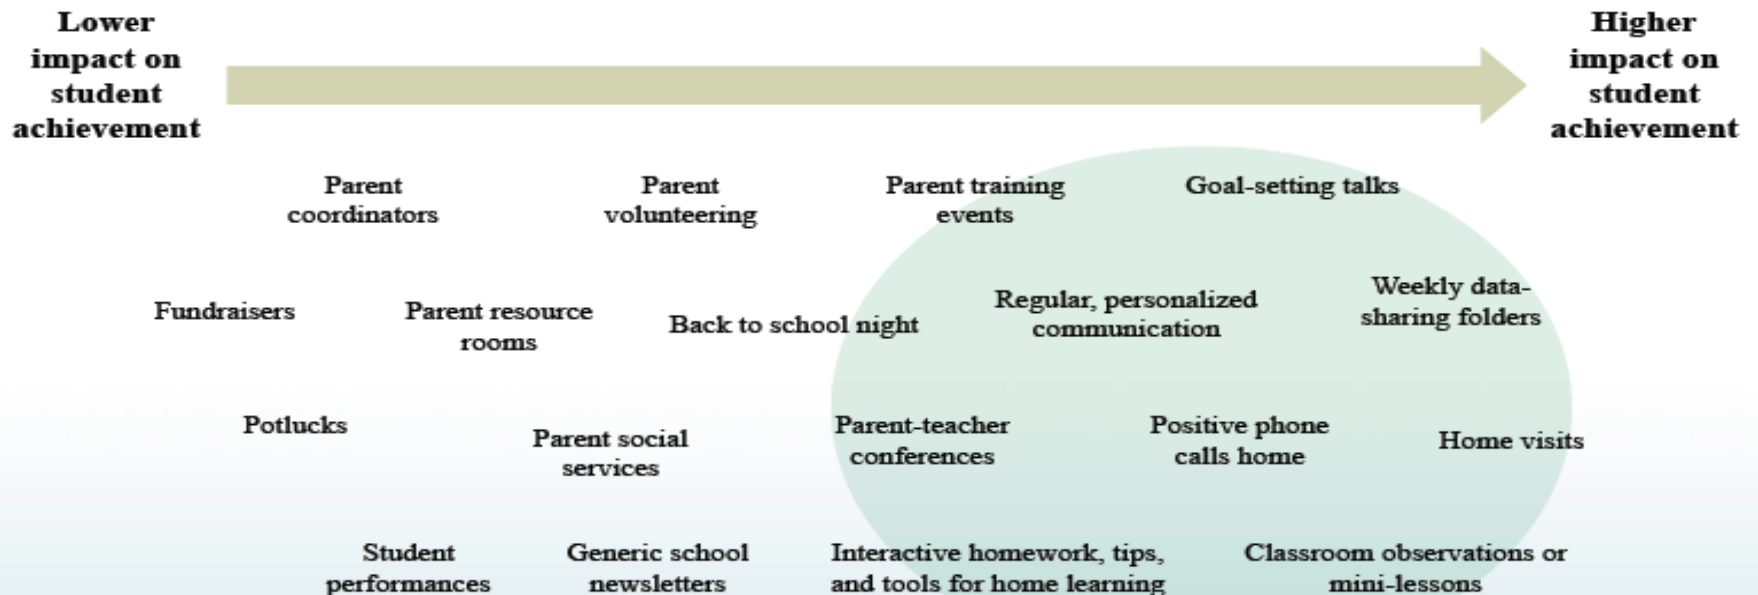 Lower
impact on
student
achievement
Higher
impact on
student
achievement
Parent
coordinators
Parent
volunteering
Parent training
events
Goal-setting talks
Fundraisers
Parent resource
rooms
Back to school night
Regular, personalized
communication
Weekly data-
sharing folders
Potlucks
Parent social
services
Parent-teacher
conferences
Positive phone
calls home
Home visits
Student
performances
Generic school
newsletters
Interactive homework, tips,
and tools for home learning
Classroom observations or
mini-lessons